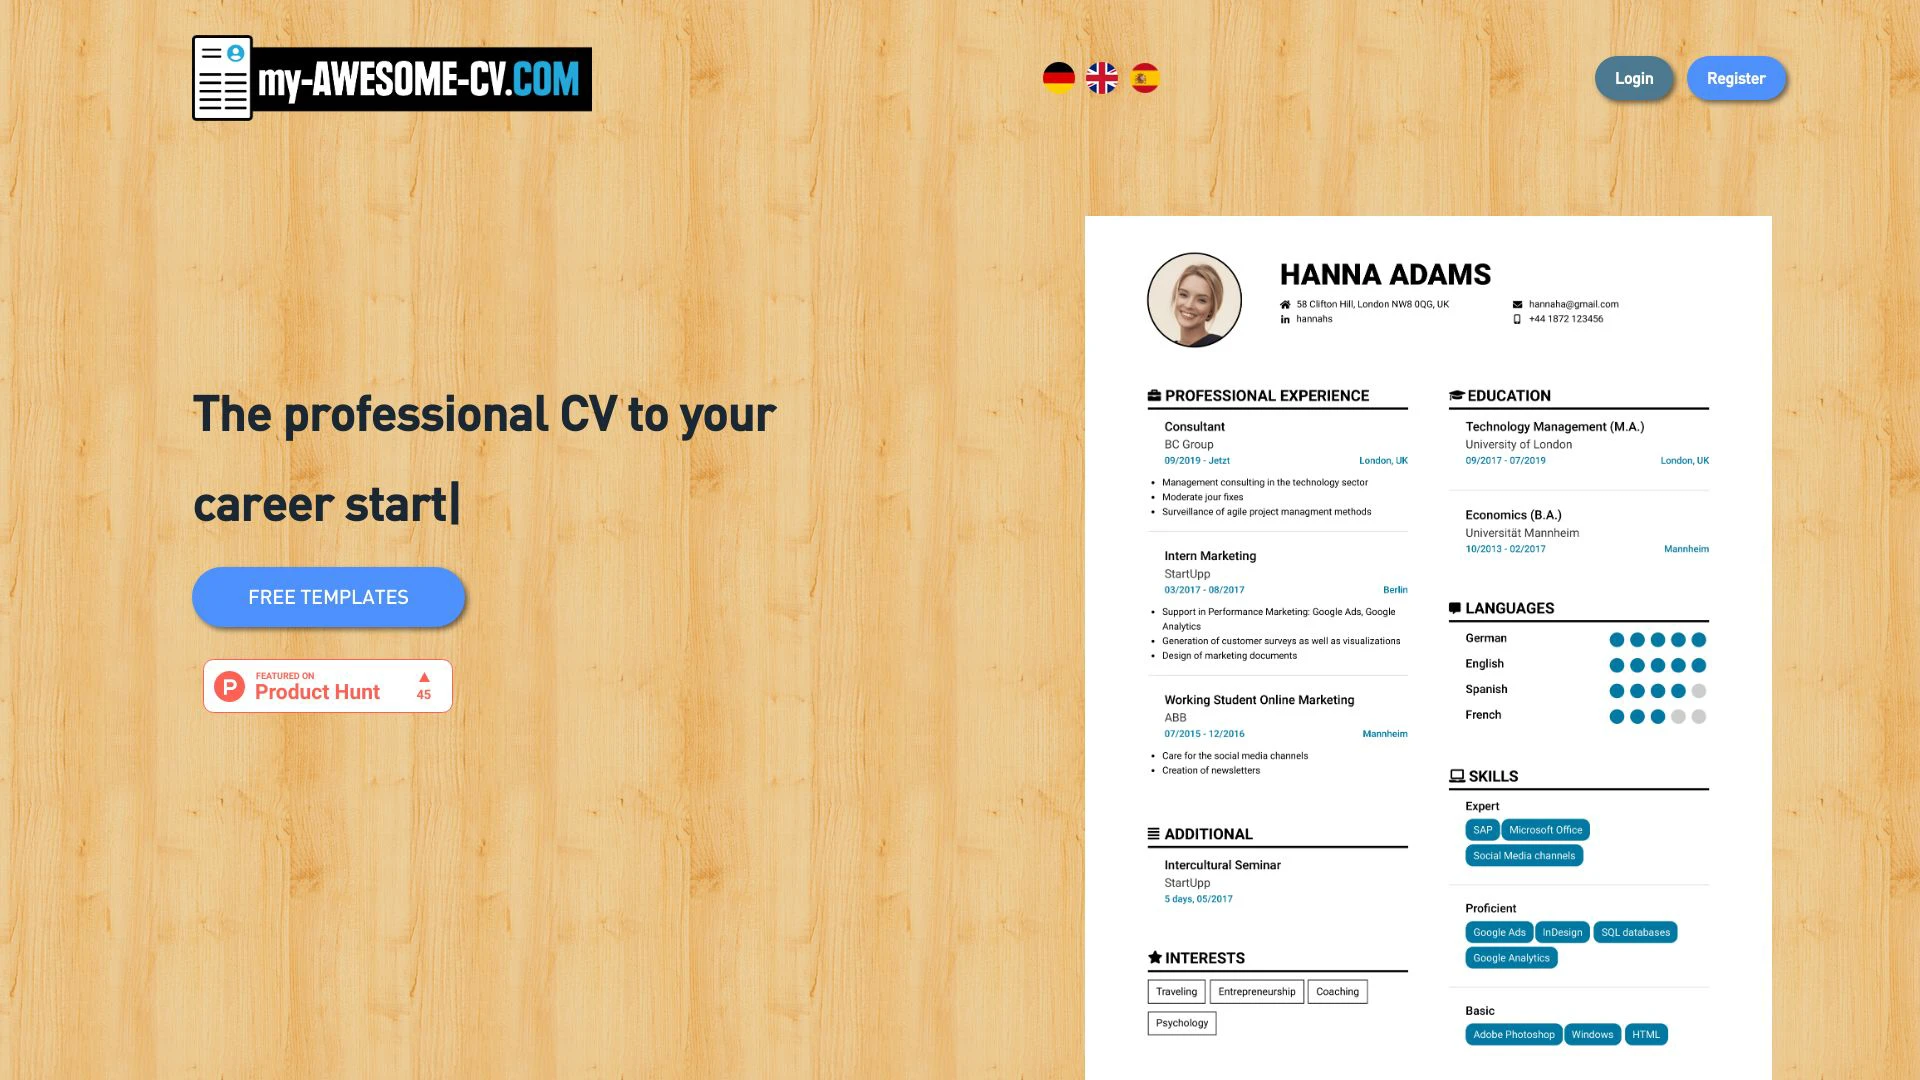 my-AWESOME-CV.COM
Login
Register
The professional CV to your
career start|
FREE TEMPLATES
P
FEATURED ON
Product Hunt
45
HANNA ADAMS
58 Clifton Hill, London NW8 0QG, UK
hannaha@gmail.com
in hannahs
+44 1872 123456
PROFESSIONAL EXPERIENCE
Consultant
BC Group
09/2019 - Jetzt London, UK
• Management consulting in the technology sector
• Moderate jour fixes
• Surveillance of agile project managment methods
Intern Marketing
StartUpp
03/2017 - 08/2017 Berlin
• Support in Performance Marketing: Google Ads, Google
Analytics
• Generation of customer surveys as well as visualizations
• Design of marketing documents
Working Student Online Marketing
ABB
07/2015 - 12/2016 Mannheim
• Care for the social media channels
• Creation of newsletters
ADDITIONAL
Intercultural Seminar
StartUpp
5 days, 05/2017
INTERESTS
Traveling Entrepreneurship Coaching
Psychology
EDUCATION
Technology Management (M.A.)
University of London
09/2017 - 07/2019 London, UK
Economics (B.A.)
Universität Mannheim
10/2013 - 02/2017 Mannheim
LANGUAGES
German
English
Spanish
French
SKILLS
Expert
SAP Microsoft Office
Social Media channels
Proficient
Google Ads InDesign SQL databases
Google Analytics
Basic
Adobe Photoshop Windows HTML